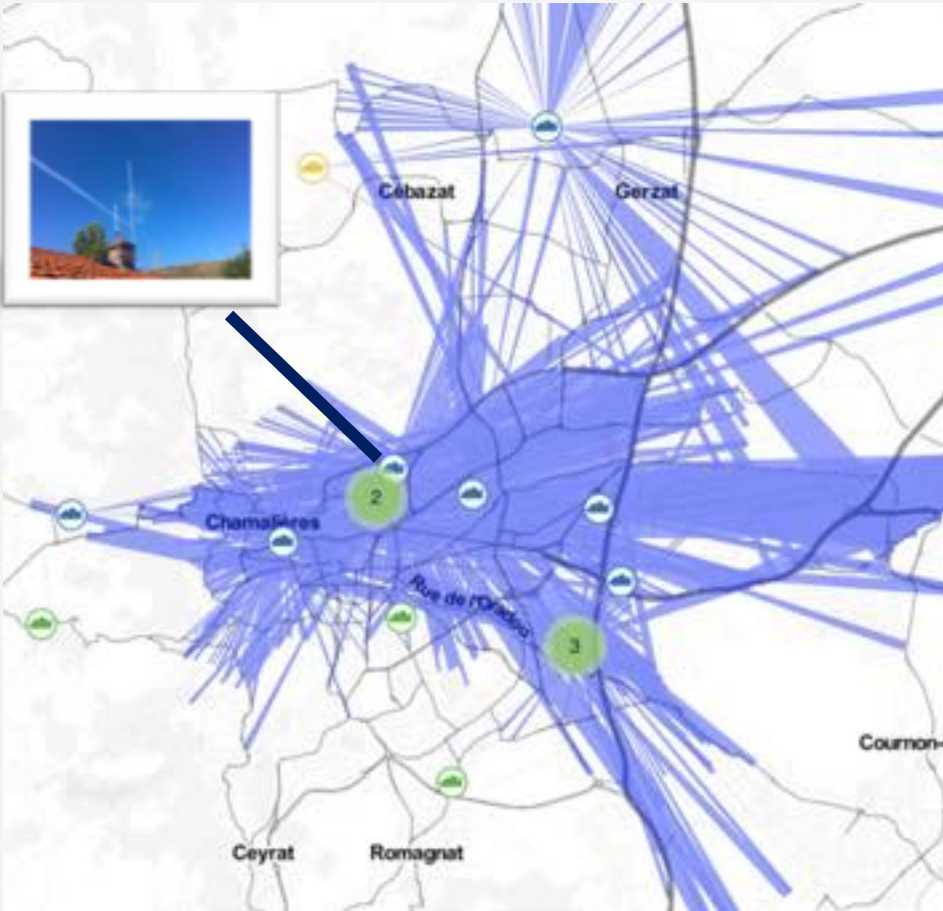 Cébazat
Gerzat
2
Chamalières
Rue de l'Oradou
3
Cournon-
Ceyrat
Romagnat